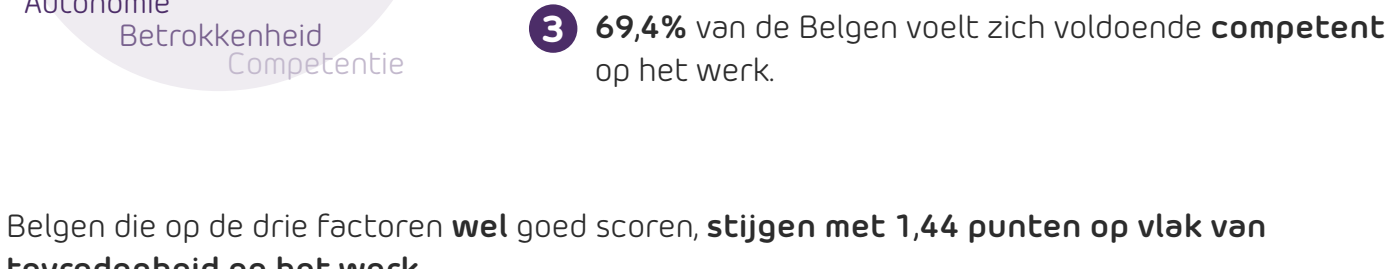 Autonomie
Betrokkenheid
Competentie
3 69,4% van de Belgen voelt zich voldoende competent
op het werk.
Belgen die op de drie factoren wel goed scoren, stijgen met 1,44 punten op vlak van
tevredenheid op het werk